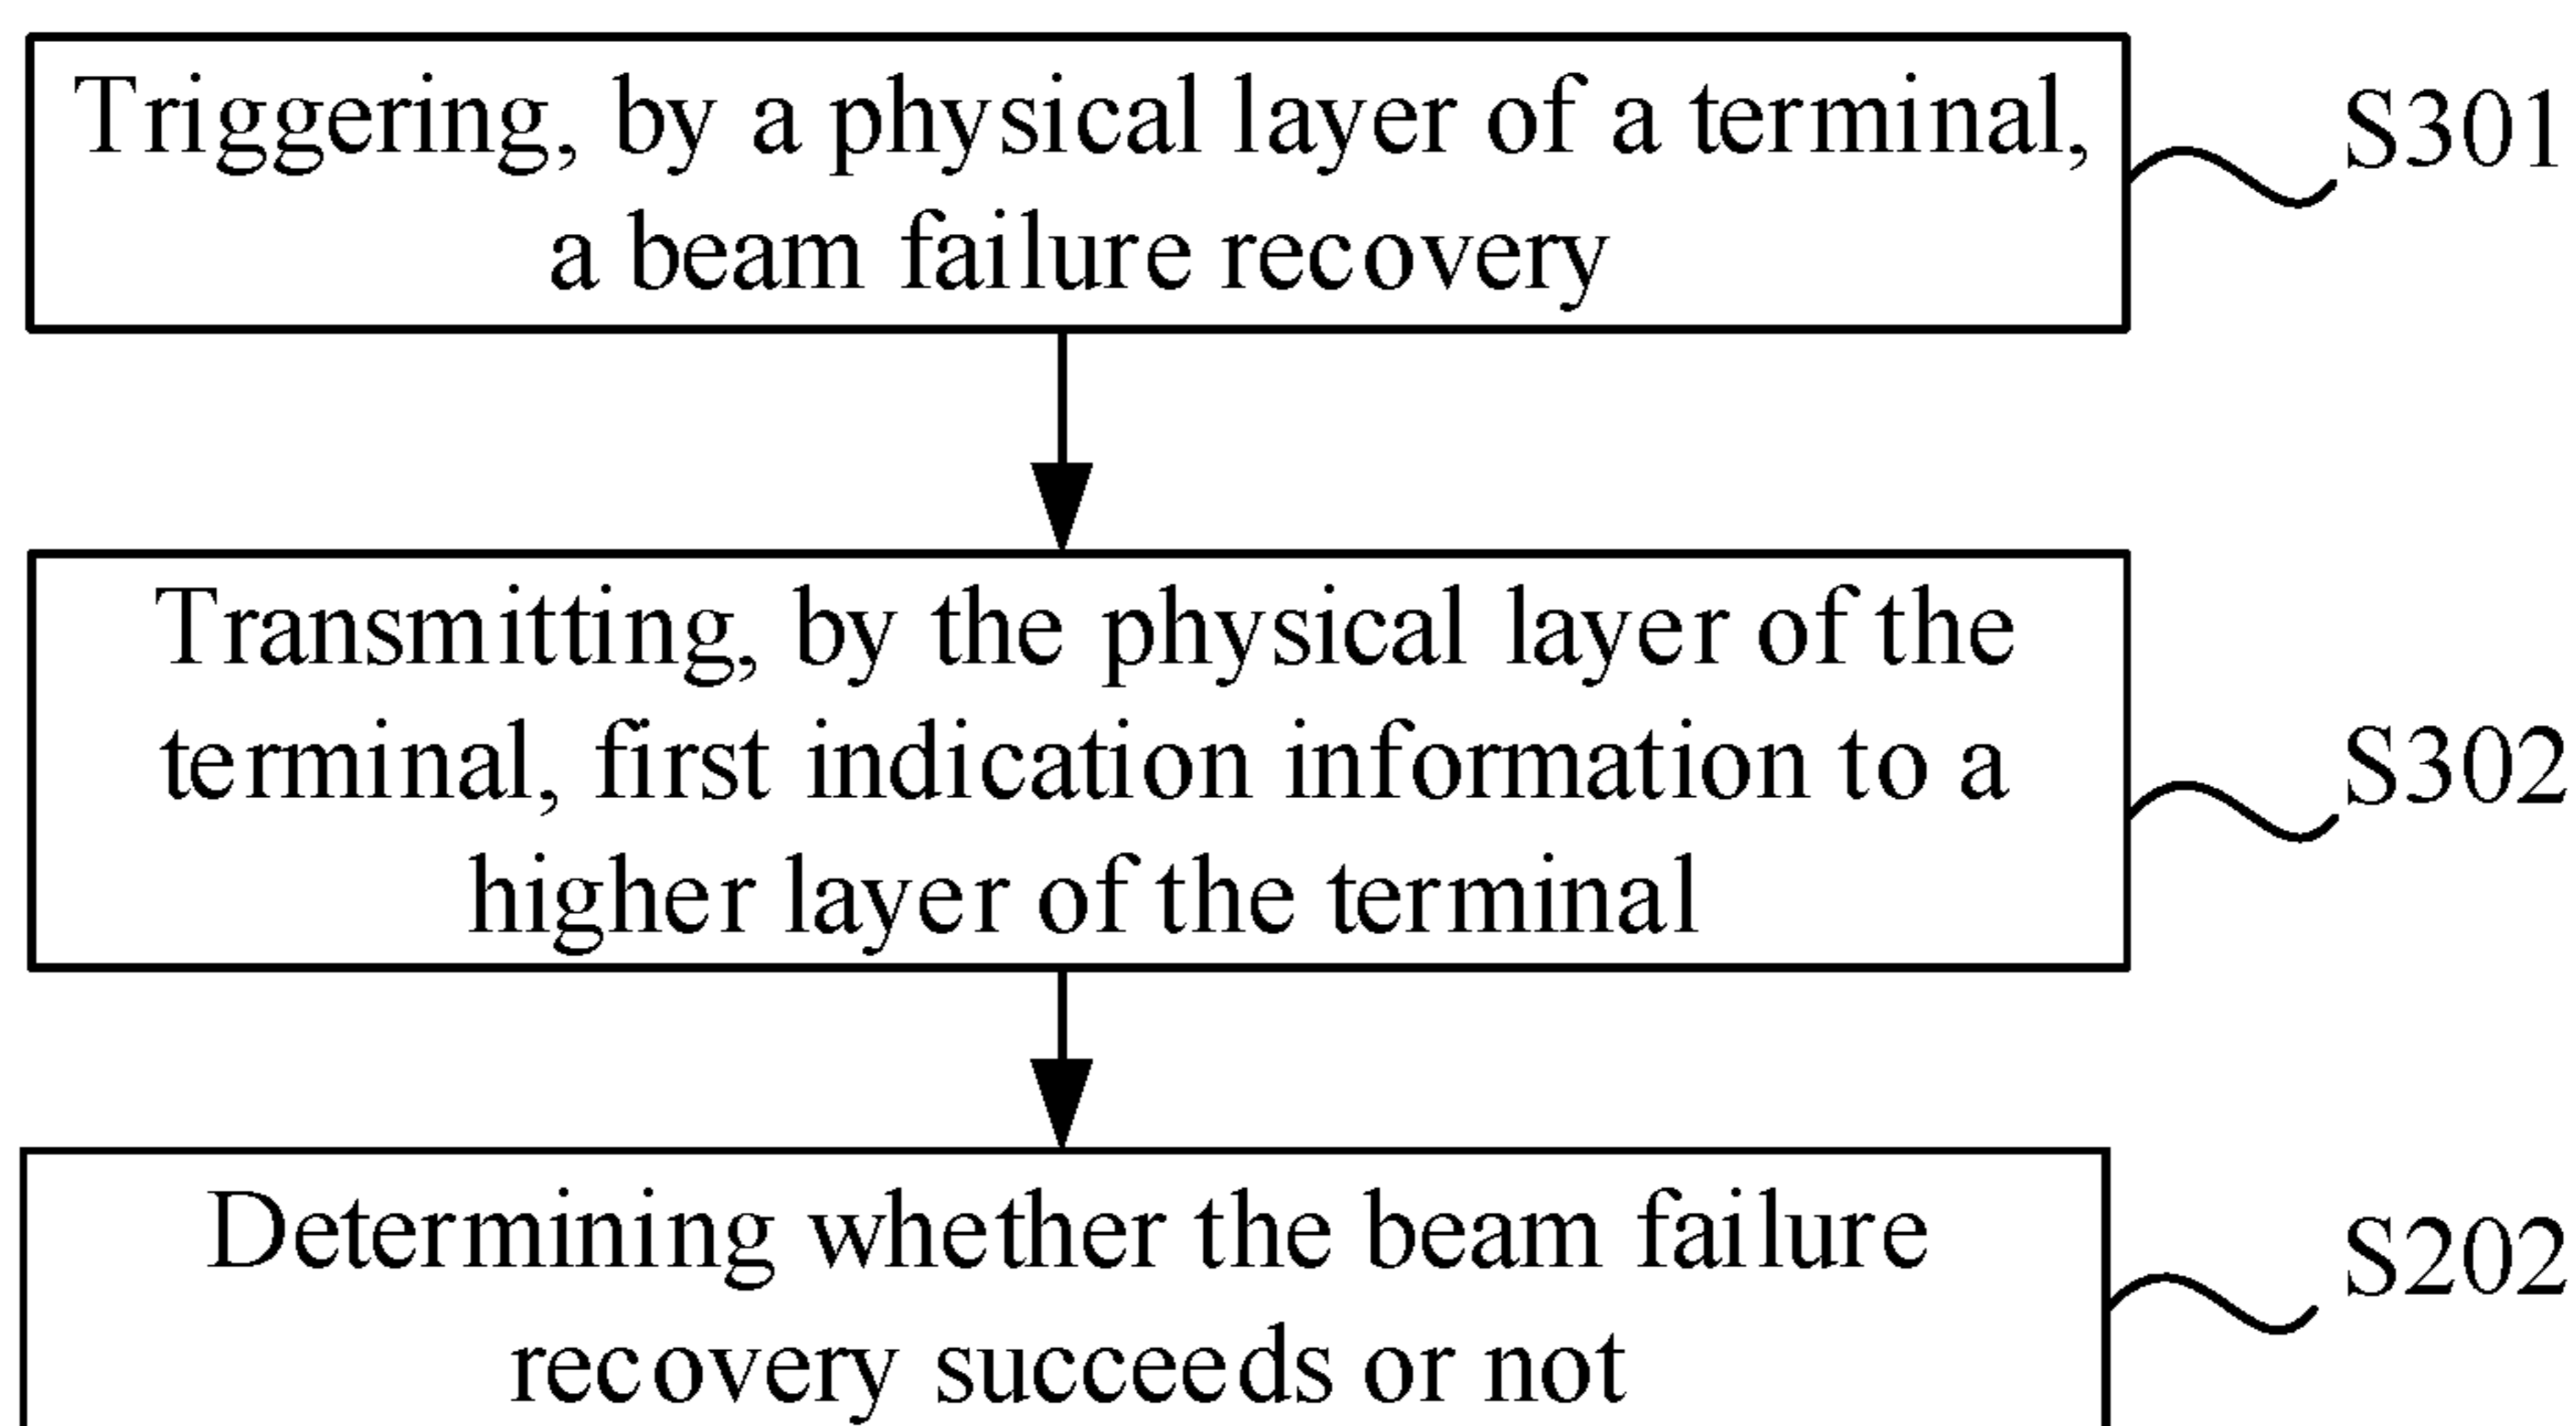 Triggering, by a physical layer of a terminal,
a beam failure recovery
S301
Transmitting, by the physical layer of the
terminal, first indication information to a
higher layer of the terminal
S302
Determining whether the beam failure
recovery succeeds or not
S202